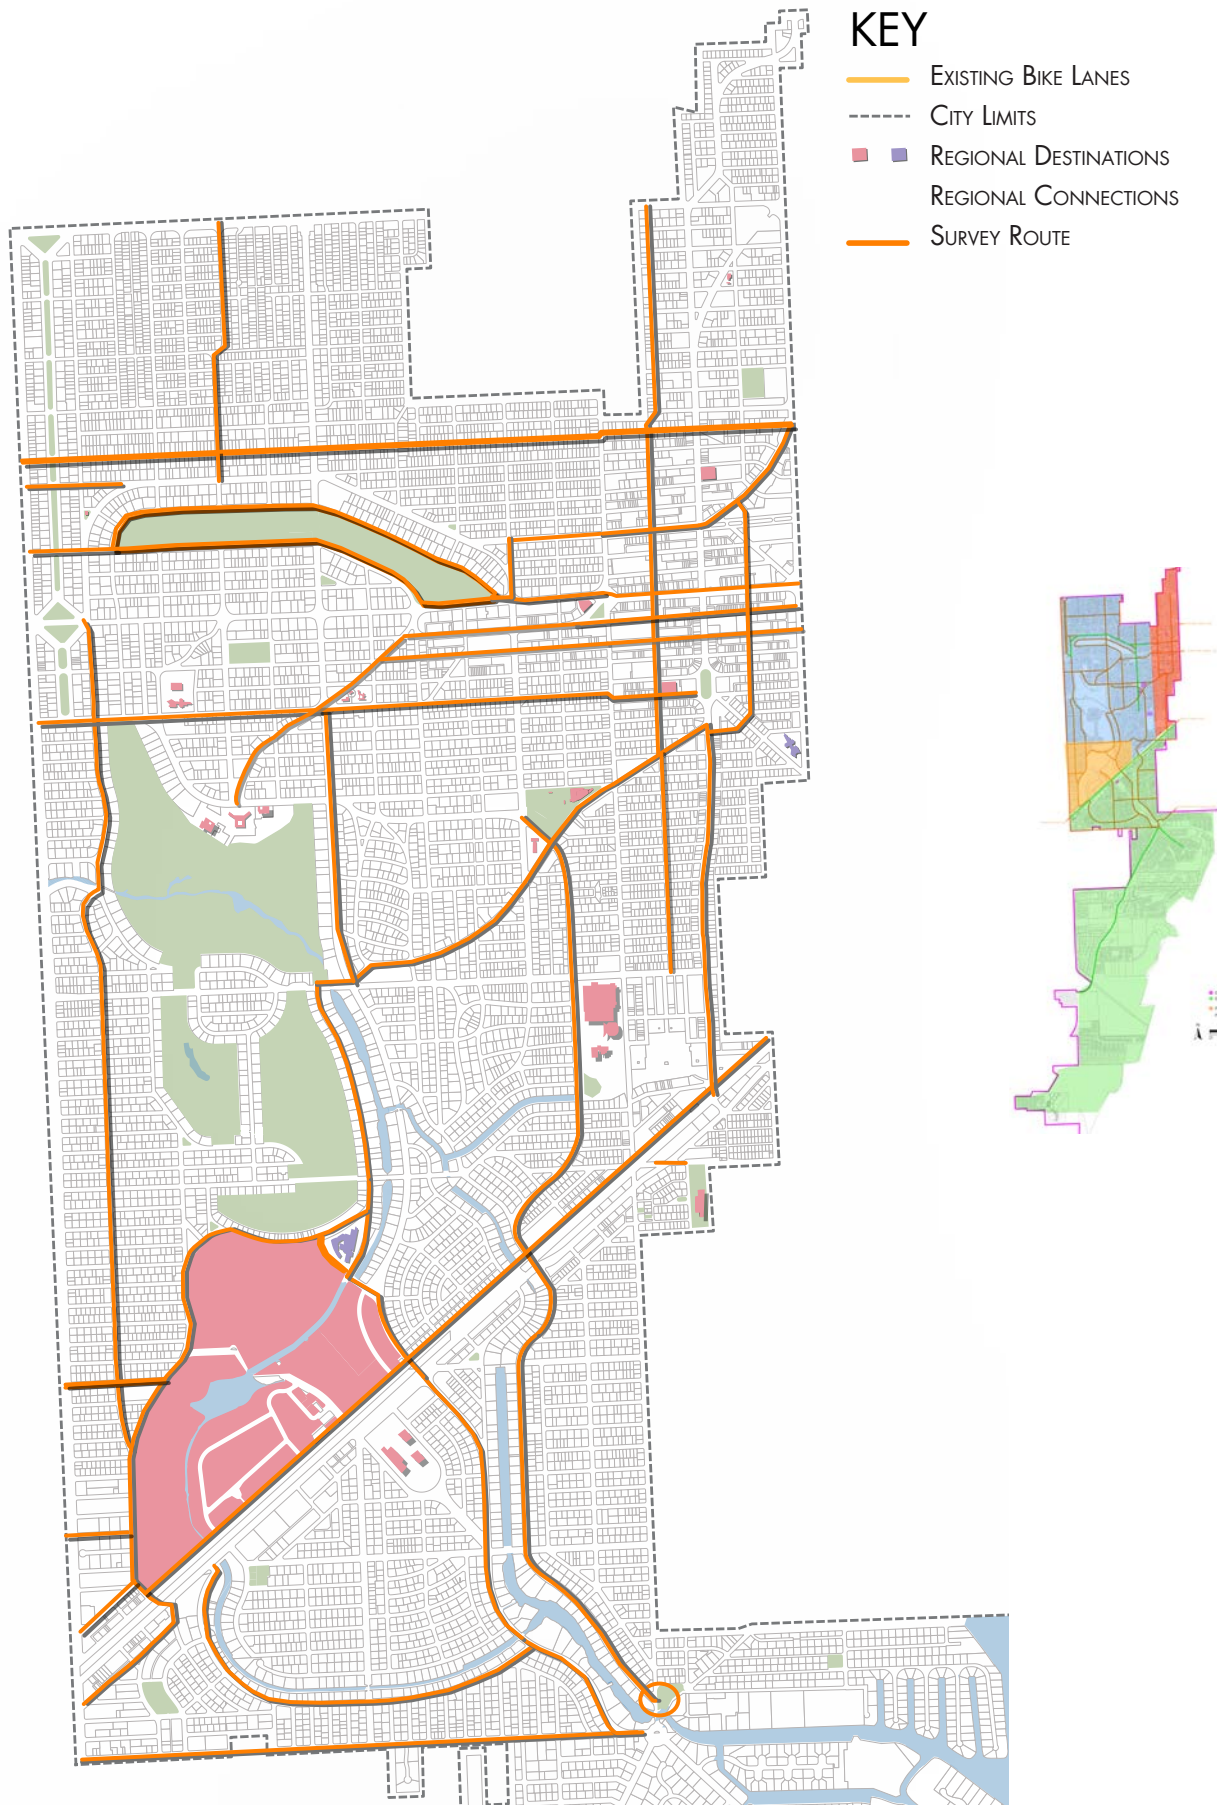 KEY
Existing Bike Lanes
City Limits
Regional Destinations
Regional Connections
Survey Route